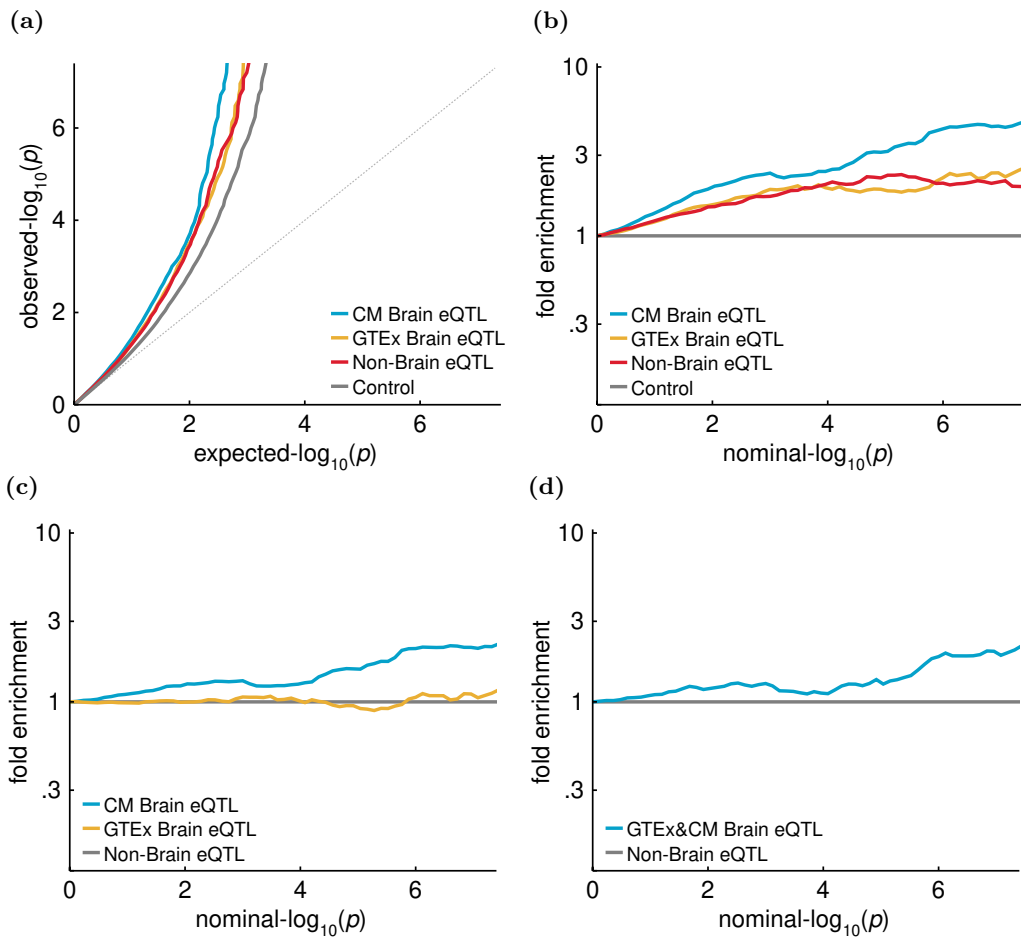 (a)
observed-log10(p)
6
4
2
0
0 2 4 6
expected-log10(p)
CM Brain eQTL
GTEx Brain eQTL
Non-Brain eQTL
Control
(b)
fold enrichment
10
3
1
.3
0 2 4 6
nominal-log10(p)
CM Brain eQTL
GTEx Brain eQTL
Non-Brain eQTL
Control
(c)
fold enrichment
10
3
1
.3
0 2 4 6
nominal-log10(p)
CM Brain eQTL
GTEx Brain eQTL
Non-Brain eQTL
(d)
fold enrichment
10
3
1
.3
0 2 4 6
nominal-log10(p)
GTEx&CM Brain eQTL
Non-Brain eQTL